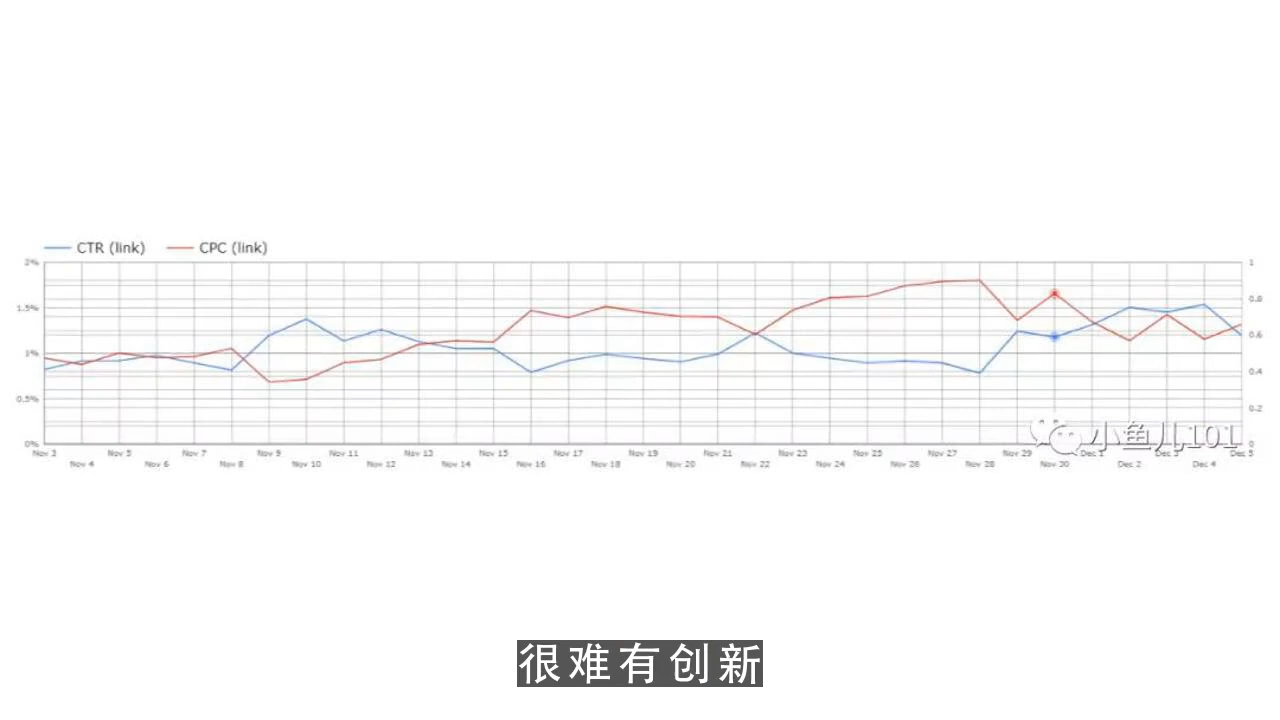 CTR (link) CPC (link)
2% 1
1.5% 0.8
0.6
1% 0.4
0.5% 0.2
0% 0
Nov 3 Nov 5 Nov 7 Nov 9 Nov 11 Nov 13 Nov 15 Nov 17 Nov 19 Nov 21 Nov 23 Nov 25 Nov 27 Nov 29 Dec 1 Dec 3 Dec 5
Nov 4 Nov 6 Nov 8 Nov 10 Nov 12 Nov 14 Nov 16 Nov 18 Nov 20 Nov 22 Nov 24 Nov 26 Nov 28 Nov 30 Dec 2 Dec 4
小鱼儿101
很难有创新